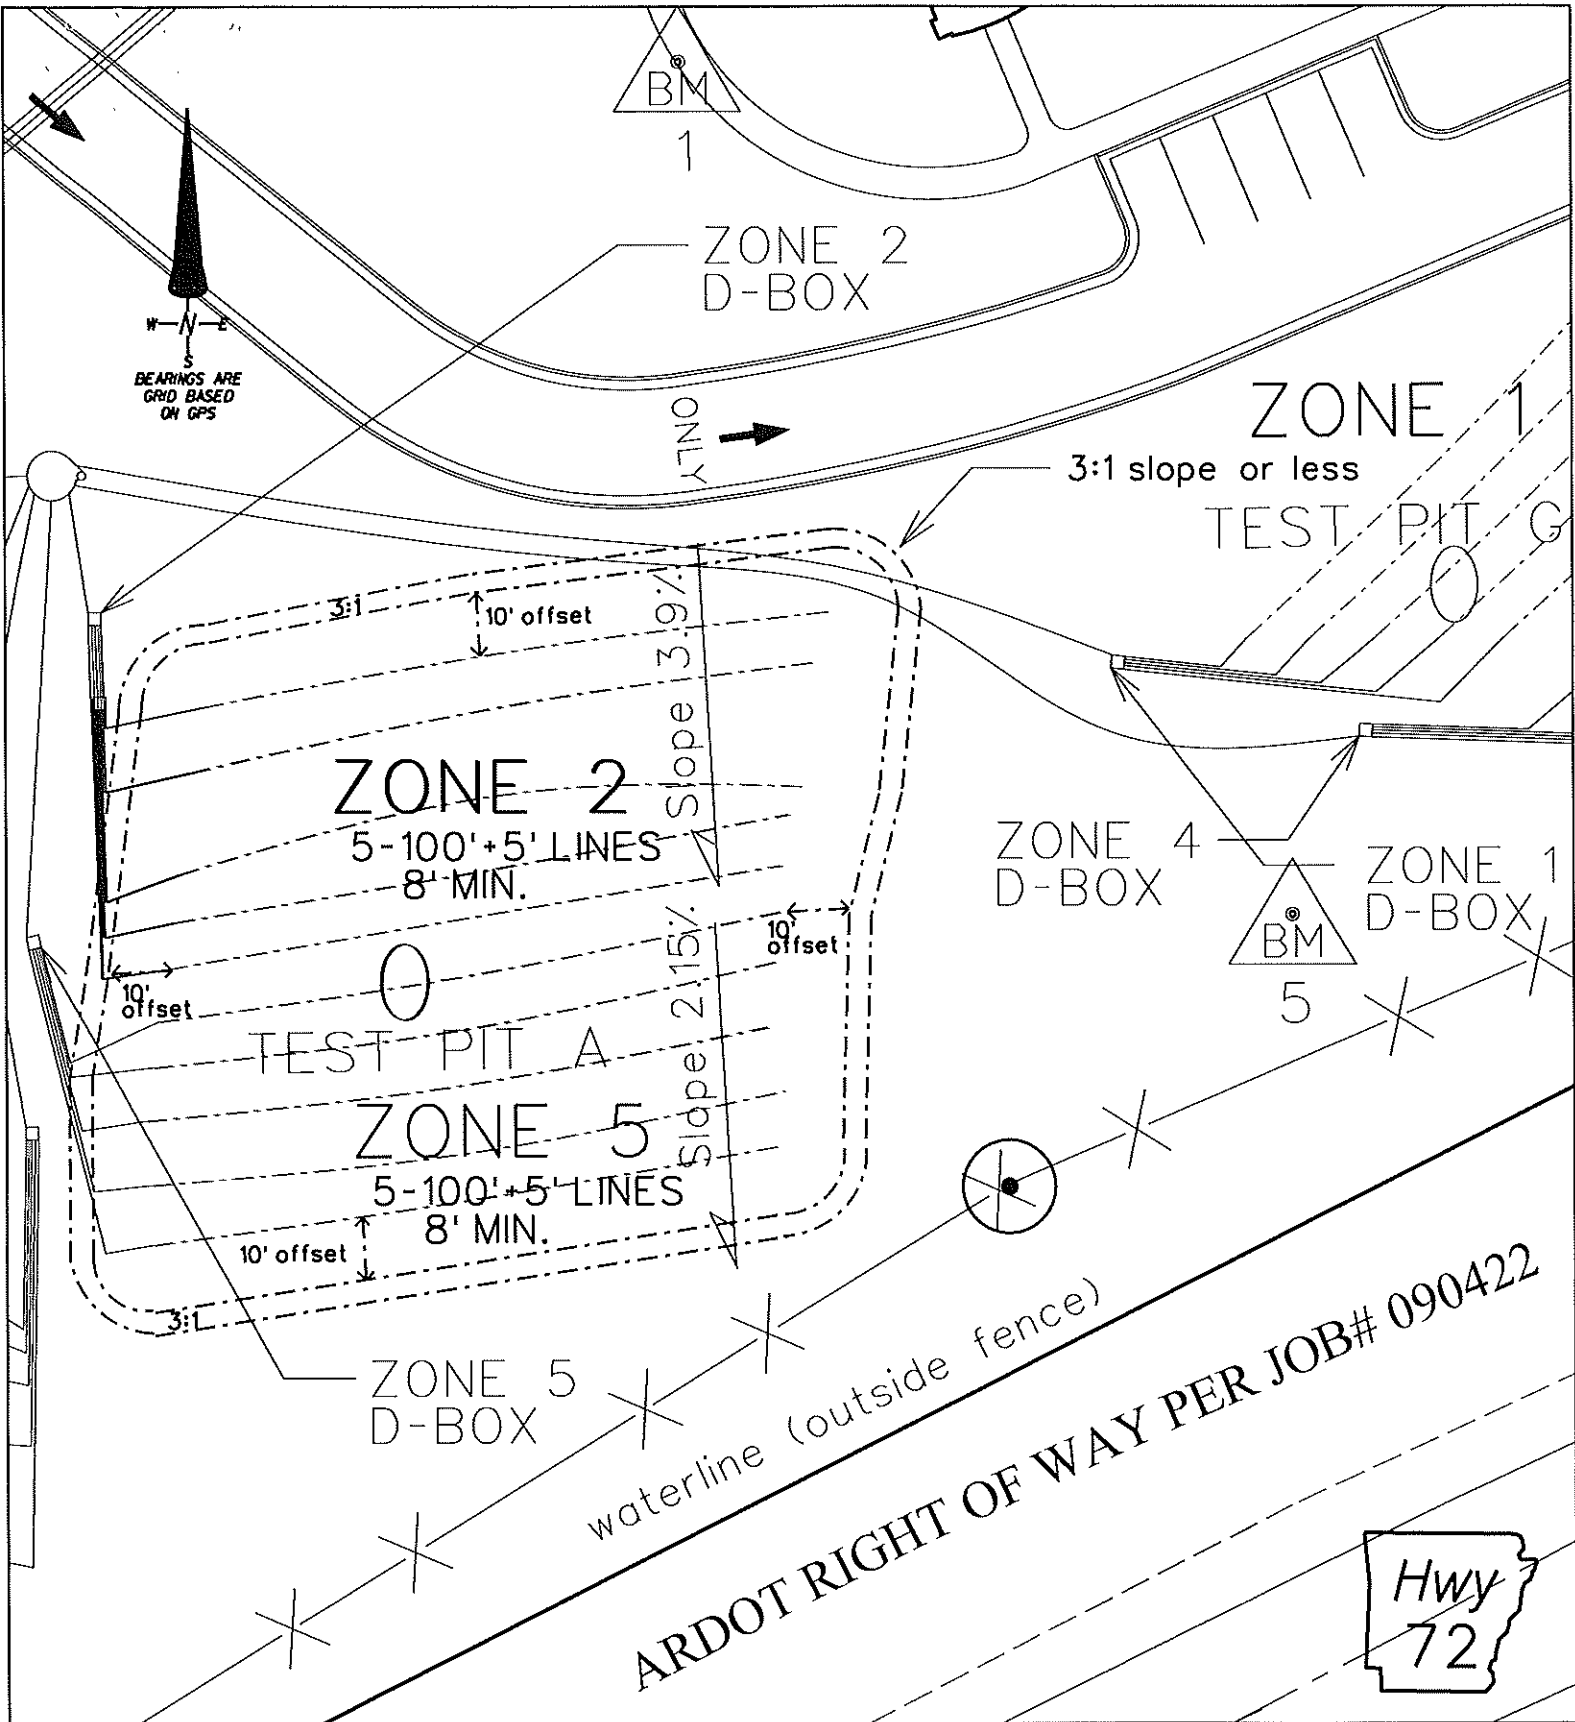 BM
1
ZONE 2
D-BOX
W N E
S
BEARINGS ARE
GRID BASED
ON GPS
ONLY
ZONE 1
3:1 slope or less
TEST PIT G
3:1
10' offset
Slope 3.9%
ZONE 2
5-100'+5' LINES
8' MIN.
ZONE 4
D-BOX
ZONE 1
D-BOX
BM
5
10'
offset
10'
offset
TEST PIT A
Slope 2.15%
ZONE 5
5-100'+5' LINES
8' MIN.
10' offset
3:1
ZONE 5
D-BOX
waterline (outside fence)
ARDOT RIGHT OF WAY PER JOB# 090422
Hwy
72